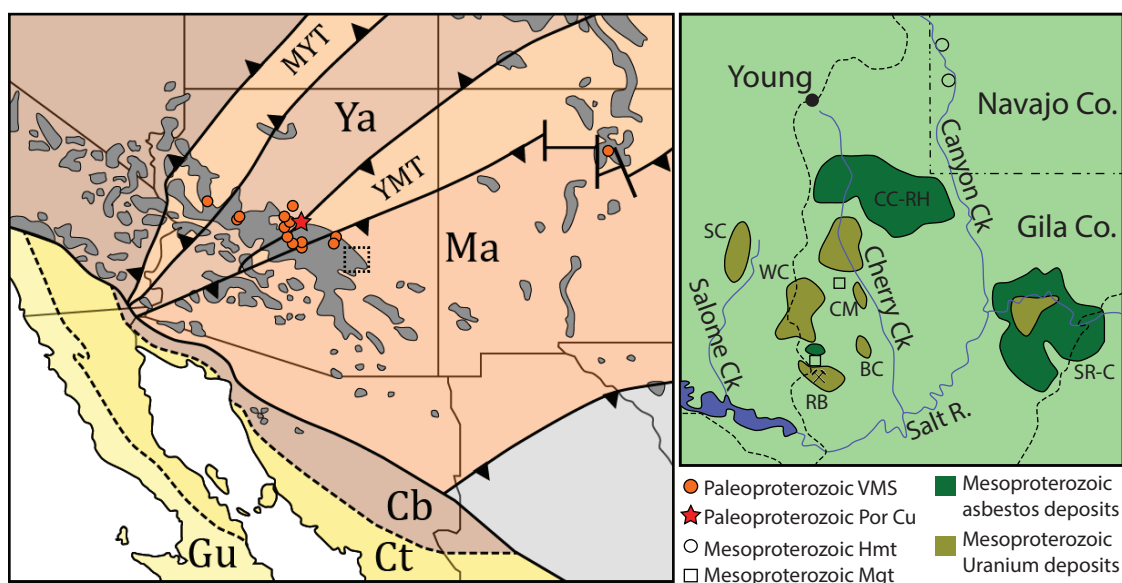 MYT
Ya
YMT
Ma
Cb
Ct
Gu
Young
Navajo Co.
Canyon Ck
CC-RH
Gila Co.
SC
WC
Cherry Ck
CM
Salome Ck
BC
SR-C
RB
Salt R.
Paleoproterozoic VMS
Paleoproterozoic Por Cu
Mesoproterozoic Hmt
Mesoproterozoic Mgt
Mesoproterozoic
asbestos deposits
Mesoproterozoic
Uranium deposits